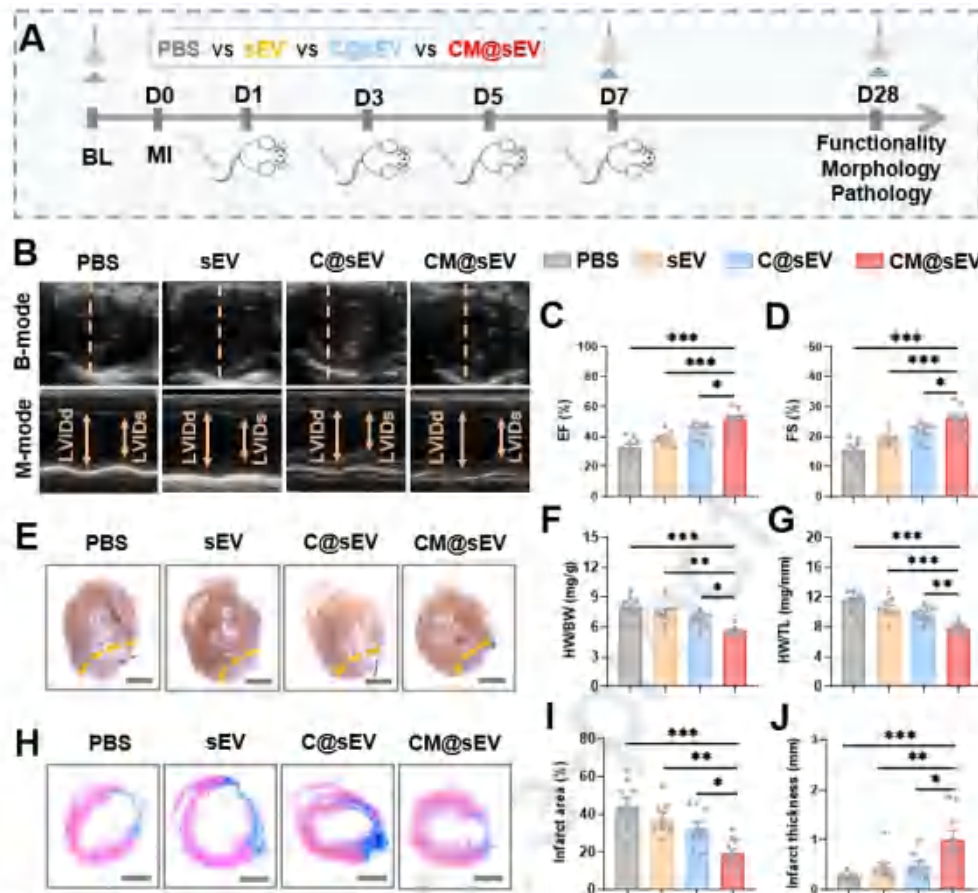 A
PBS vs sEV vs C@sEV vs CM@sEV
D0 D1 D3 D5 D7 D28
BL MI Functionality
Morphology
Pathology
B PBS sEV C@sEV CM@sEV
B-mode
M-mode
LVIDd LVIDs LVIDd LVIDs LVIDd LVIDs LVIDd LVIDs
PBS sEV C@sEV CM@sEV
C
EF (%)
100
80
60
40
20
0
*** *** *
D
FS (%)
50
40
30
20
10
0
*** *** *
E PBS sEV C@sEV CM@sEV
F
HW/BW (mg/g)
15
12
9
6
3
0
*** ** *
G
HW/TL (mg/mm)
20
16
12
8
4
0
*** *** **
H PBS sEV C@sEV CM@sEV
I
Infarct area (%)
80
60
40
20
0
*** ** *
J
Infarct thickness (mm)
3
2
1
0
*** ** *